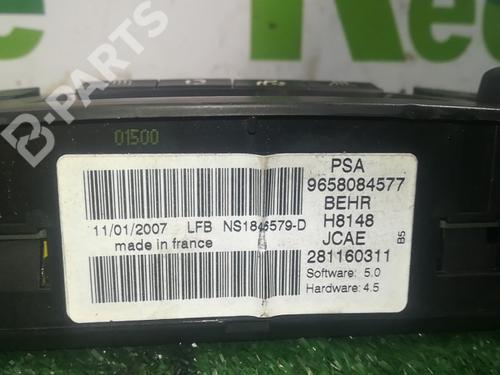 B-PARTS
01500
PSA
9658084577
BEHR
H8148
JCAE
281160311
Software: 5.0
Hardware: 4.5
B5
11/01/2007 LFB NS1846579-D
made in france